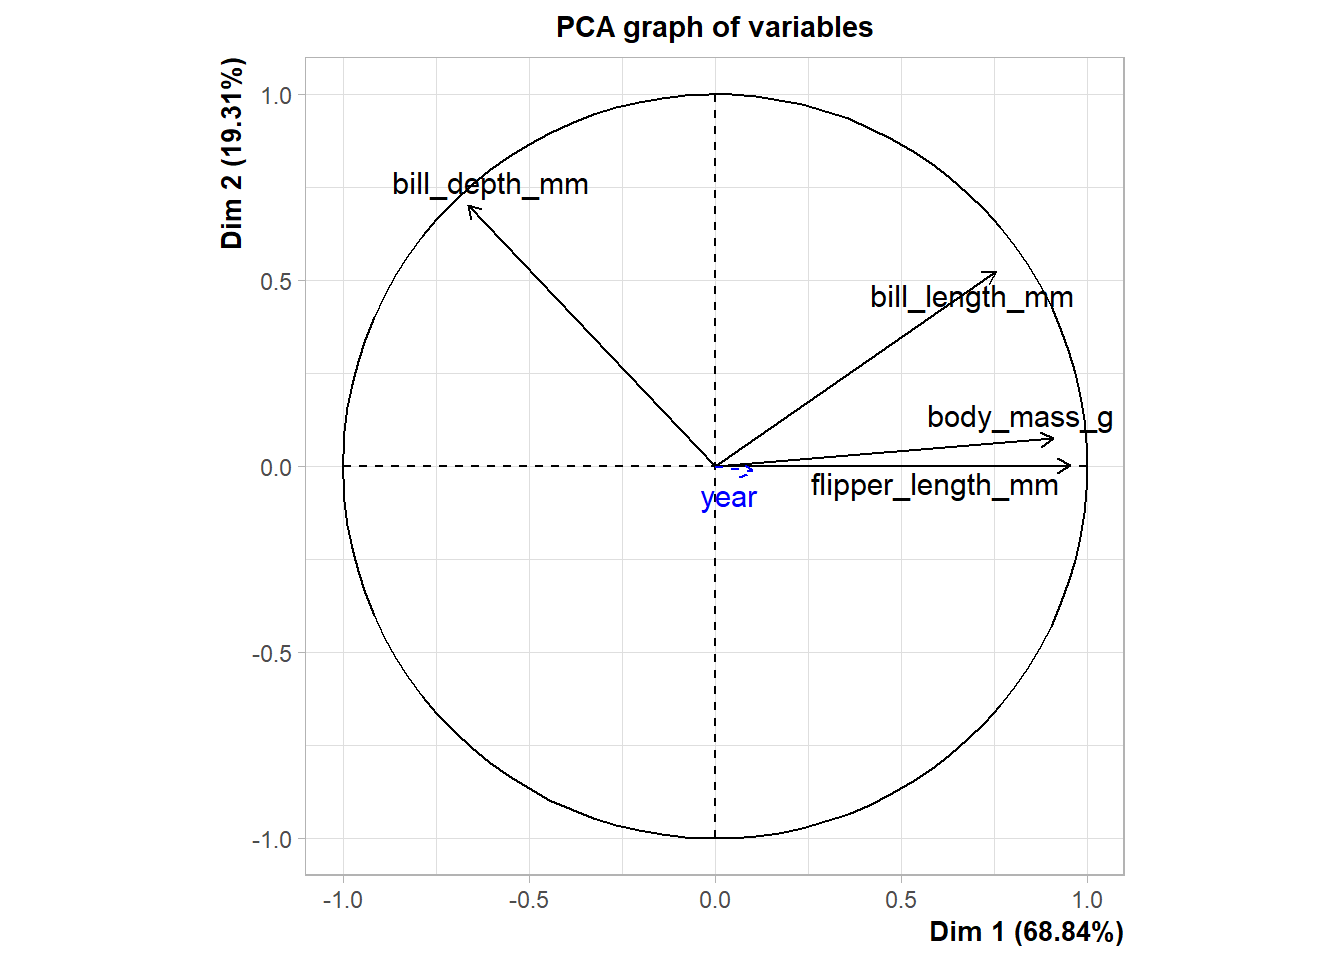 PCA graph of variables
Dim 2 (19.31%)
1.0
0.5
0.0
-0.5
-1.0
bill_depth_mm
bill_length_mm
body_mass_g
flipper_length_mm
year
-1.0 -0.5 0.0 0.5 1.0
Dim 1 (68.84%)